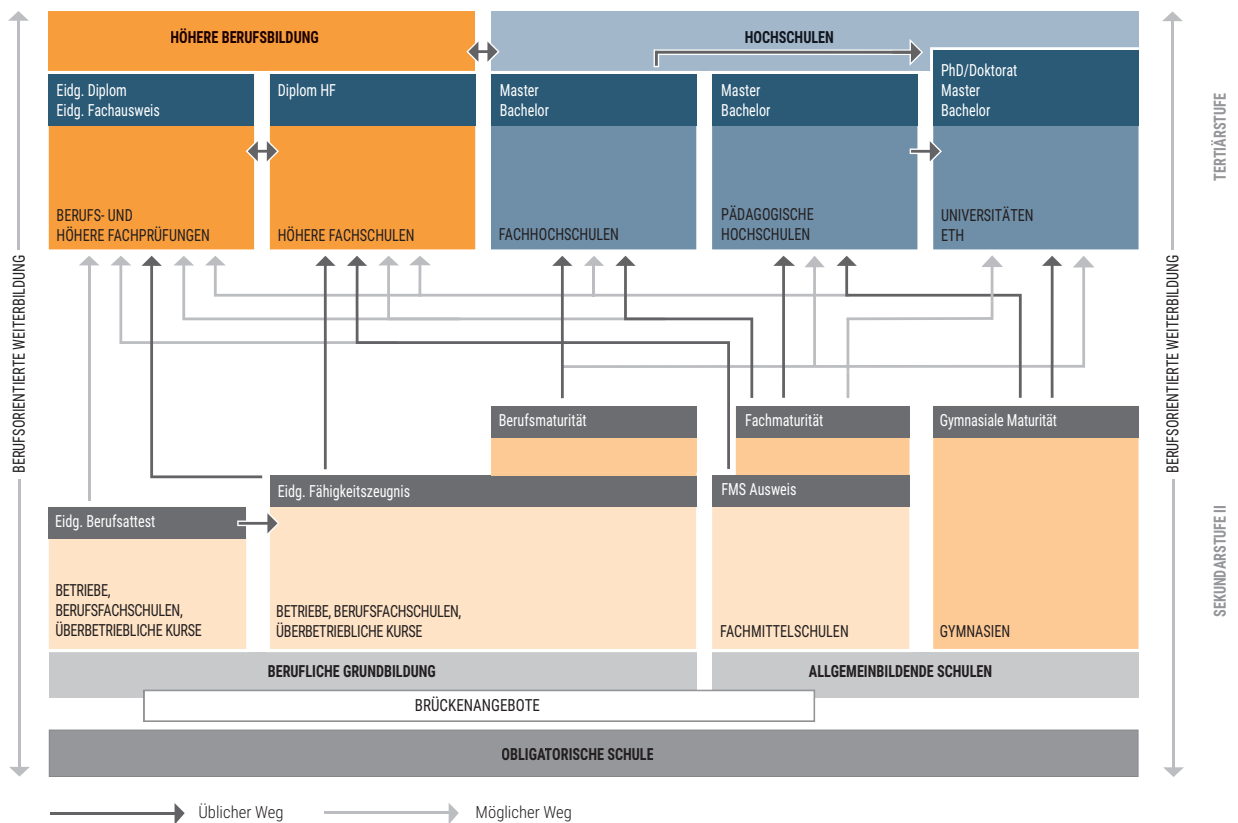 HÖHERE BERUFSBILDUNG
HOCHSCHULEN
Eidg. Diplom
Eidg. Fachausweis
Diplom HF
Master
Bachelor
Master
Bachelor
PhD/Doktorat
Master
Bachelor
BERUFS- UND
HÖHERE FACHPRÜFUNGEN
HÖHERE FACHSCHULEN
FACHHOCHSCHULEN
PÄDAGOGISCHE
HOCHSCHULEN
UNIVERSITÄTEN
ETH
TERTIÄRSTUFE
BERUFSORIENTIERTE WEITERBILDUNG
BERUFSORIENTIERTE WEITERBILDUNG
Berufsmaturität
Fachmaturität
Gymnasiale Maturität
Eidg. Fähigkeitszeugnis
FMS Ausweis
Eidg. Berufsattest
SEKUNDARSTUFE II
BETRIEBE,
BERUFSFACHSCHULEN,
ÜBERBETRIEBLICHE KURSE
BETRIEBE, BERUFSFACHSCHULEN,
ÜBERBETRIEBLICHE KURSE
FACHMITTELSCHULEN
GYMNASIEN
BERUFLICHE GRUNDBILDUNG
ALLGEMEINBILDENDE SCHULEN
BRÜCKENANGEBOTE
OBLIGATORISCHE SCHULE
Üblicher Weg
Möglicher Weg